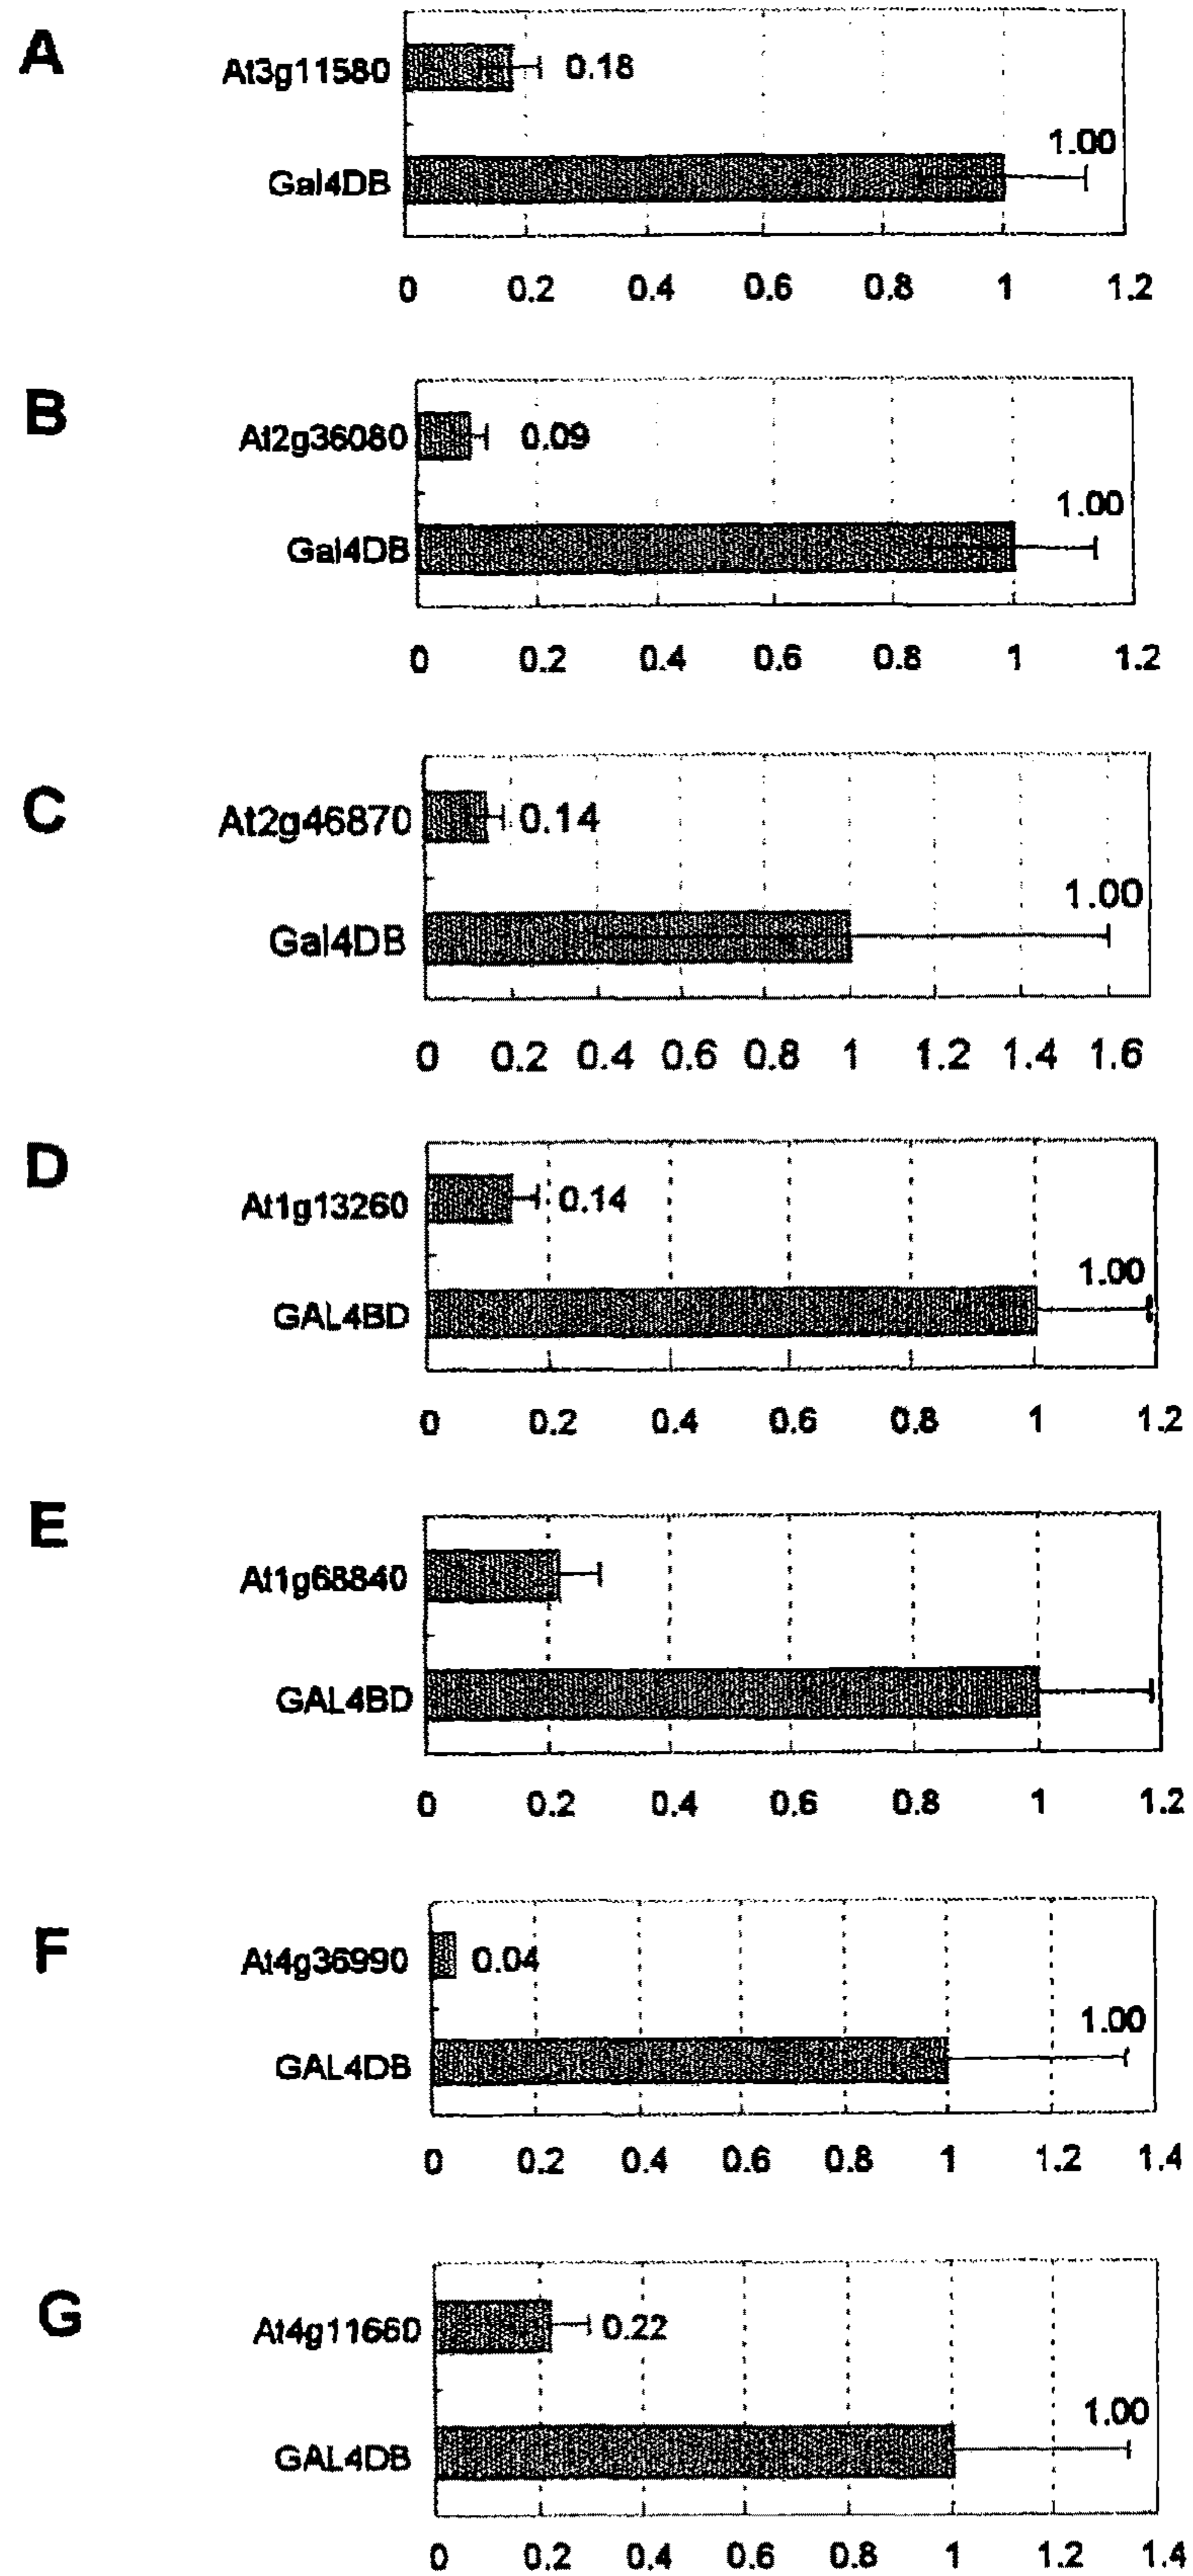 A
At3g11580
0.18
Gal4DB
1.00
0 0.2 0.4 0.6 0.8 1 1.2
B
At2g36080
0.09
Gal4DB
1.00
0 0.2 0.4 0.6 0.8 1 1.2
C
At2g46870
0.14
Gal4DB
1.00
0 0.2 0.4 0.6 0.8 1 1.2 1.4 1.6
D
At1g13260
0.14
GAL4BD
1.00
0 0.2 0.4 0.6 0.8 1 1.2
E
At1g68840
GAL4BD
0 0.2 0.4 0.6 0.8 1 1.2
F
At4g36990
0.04
GAL4DB
1.00
0 0.2 0.4 0.6 0.8 1 1.2 1.4
G
At4g11660
0.22
GAL4DB
1.00
0 0.2 0.4 0.6 0.8 1 1.2 1.4